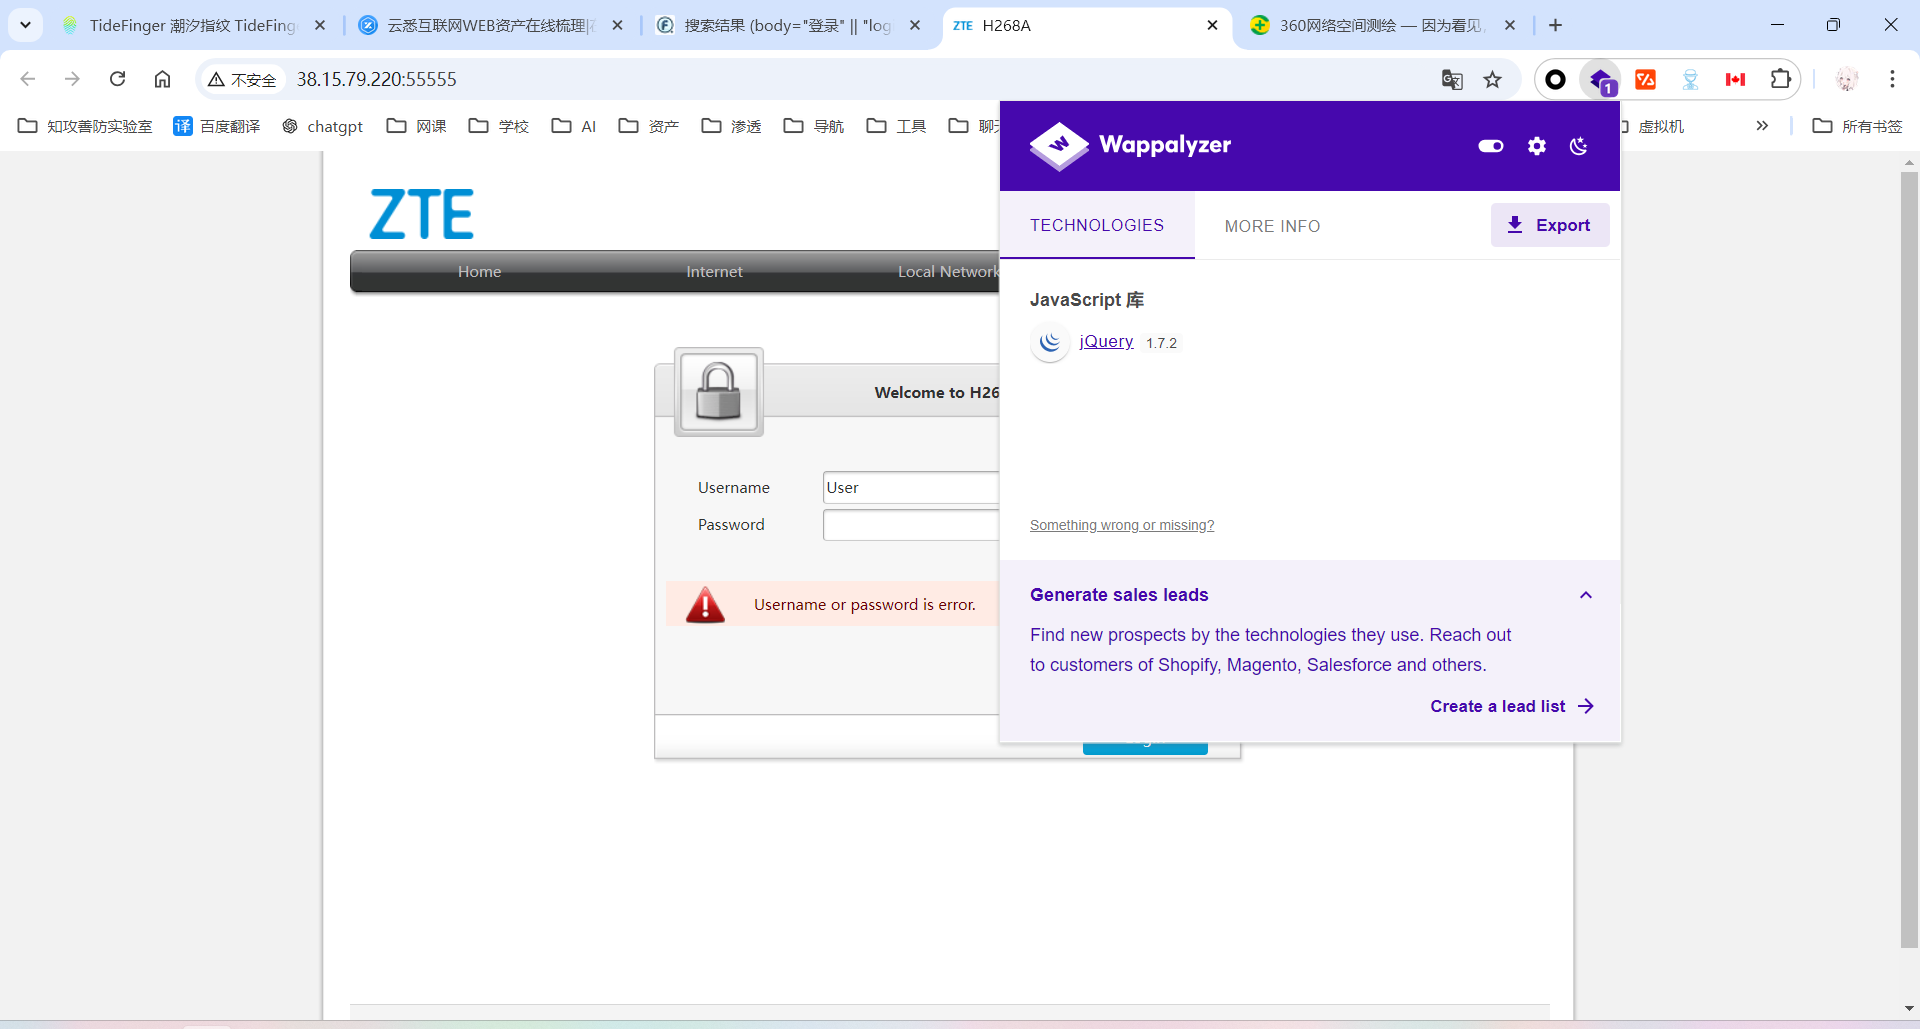 TideFinger 潮汐指纹 TideFing
云悉互联网WEB资产在线梳理|
搜索结果 (body="登录" || "log
ZTE H268A
360网络空间测绘 — 因为看见,
不安全 38.15.79.220:55555
1
知攻善防实验室
译 百度翻译
chatgpt
网课
学校
AI
资产
渗透
导航
工具
虚拟机
所有书签
ZTE
Home
Internet
Local Network
Welcome to H26
Username
User
Password
Username or password is error.
Wappalyzer
TECHNOLOGIES
MORE INFO
Export
JavaScript 库
jQuery 1.7.2
Something wrong or missing?
Generate sales leads
Find new prospects by the technologies they use. Reach out
to customers of Shopify, Magento, Salesforce and others.
Create a lead list